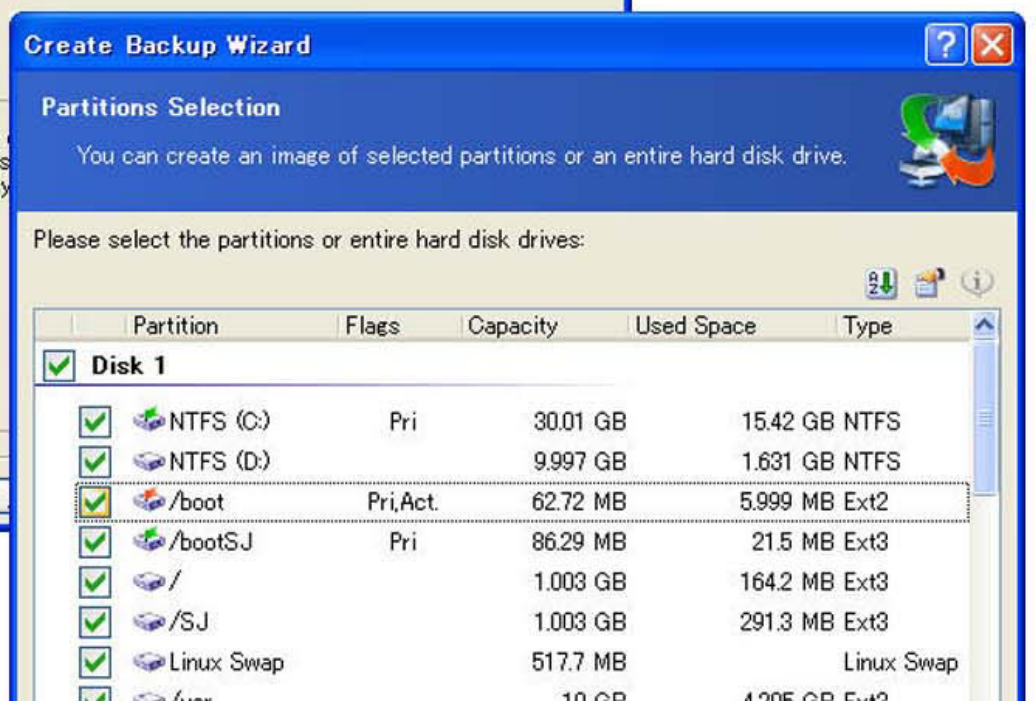 Create Backup Wizard
Partitions Selection
You can create an image of selected partitions or an entire hard disk drive.
Please select the partitions or entire hard disk drives:
Partition Flags Capacity Used Space Type
Disk 1
NTFS (C:) Pri 30.01 GB 15.42 GB NTFS
NTFS (D:) 9.997 GB 1.631 GB NTFS
/boot Pri,Act. 62.72 MB 5.999 MB Ext2
/bootSJ Pri 86.29 MB 21.5 MB Ext3
/ 1.003 GB 164.2 MB Ext3
/SJ 1.003 GB 291.3 MB Ext3
Linux Swap 517.7 MB Linux Swap
10 GB GB Ext3